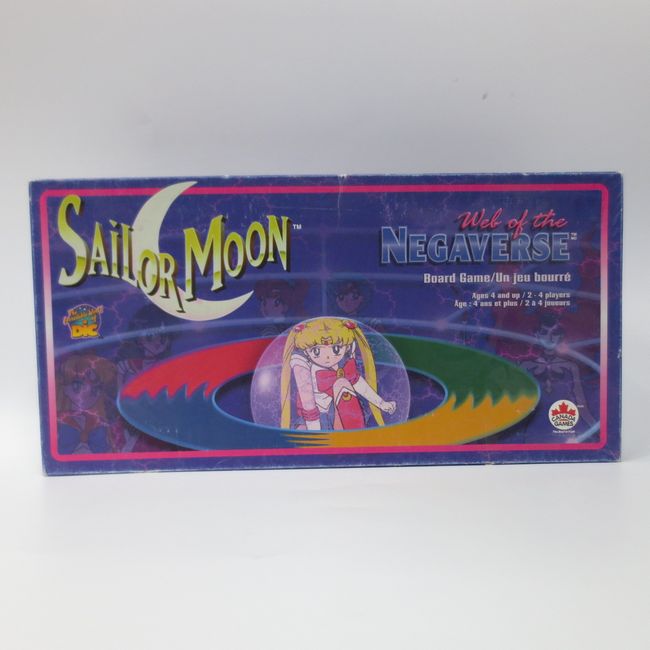 SAILOR MOON™
Web of the
NEGAVERSE™
Board Game/Un jeu bourré
Ages 4 and up / 2 - 4 players
Age : 4 ans et plus / 2 à 4 joueurs
DIC
CANADA
GAMES